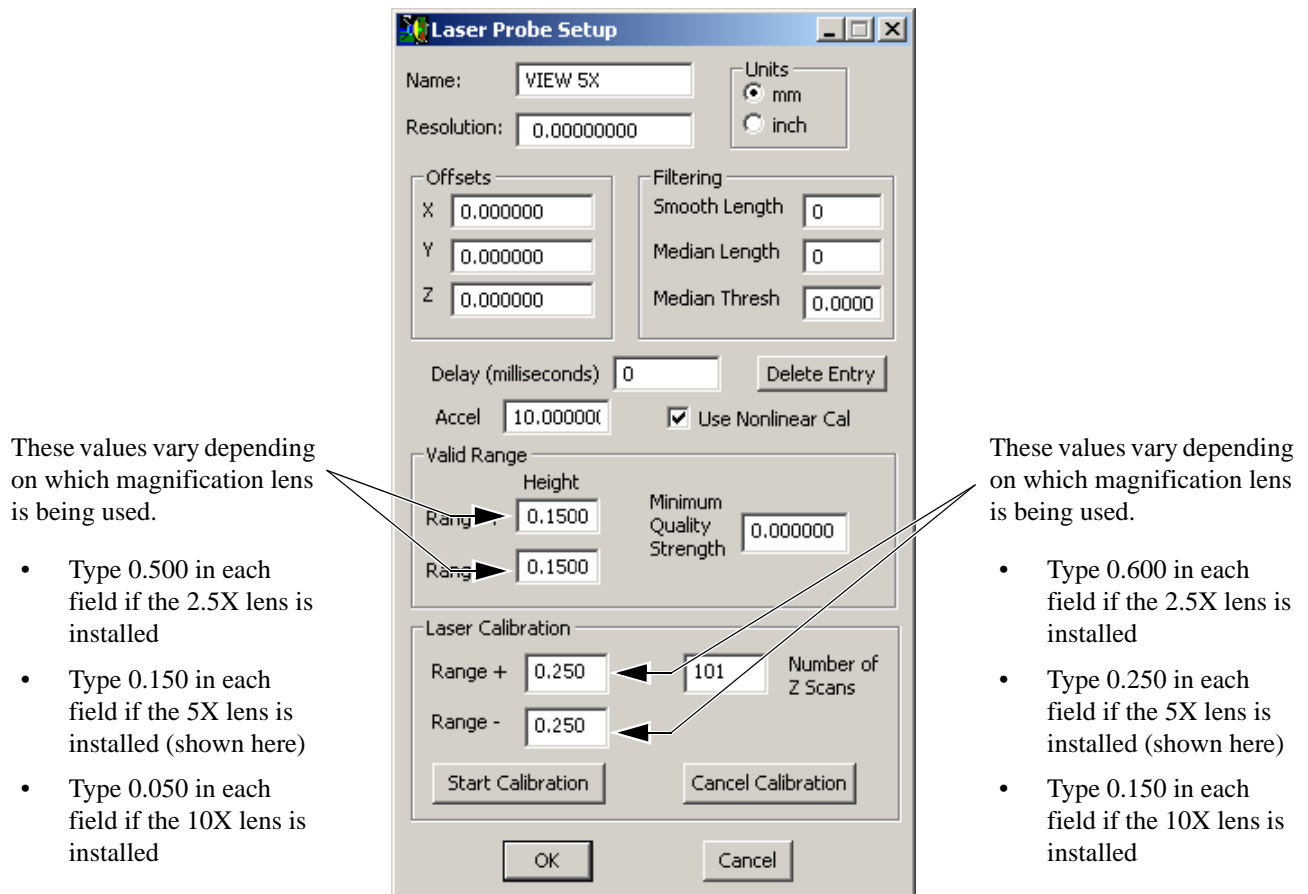 Laser Probe Setup
Name: VIEW 5X
Units
mm
inch
Resolution: 0.00000000
Offsets
X 0.000000
Y 0.000000
Z 0.000000
Filtering
Smooth Length 0
Median Length 0
Median Thresh 0.0000
Delay (milliseconds) 0
Delete Entry
Accel 10.000000
Use Nonlinear Cal
Valid Range
Height
0.1500
0.1500
Minimum
Quality
Strength
0.000000
Laser Calibration
Range + 0.250
Range - 0.250
101
Number of
Z Scans
Start Calibration
Cancel Calibration
OK
Cancel
These values vary depending
on which magnification lens
is being used.
• Type 0.500 in each
field if the 2.5X lens is
installed
• Type 0.150 in each
field if the 5X lens is
installed (shown here)
• Type 0.050 in each
field if the 10X lens is
installed
These values vary depending
on which magnification lens
is being used.
• Type 0.600 in each
field if the 2.5X lens is
installed
• Type 0.250 in each
field if the 5X lens is
installed (shown here)
• Type 0.150 in each
field if the 10X lens is
installed